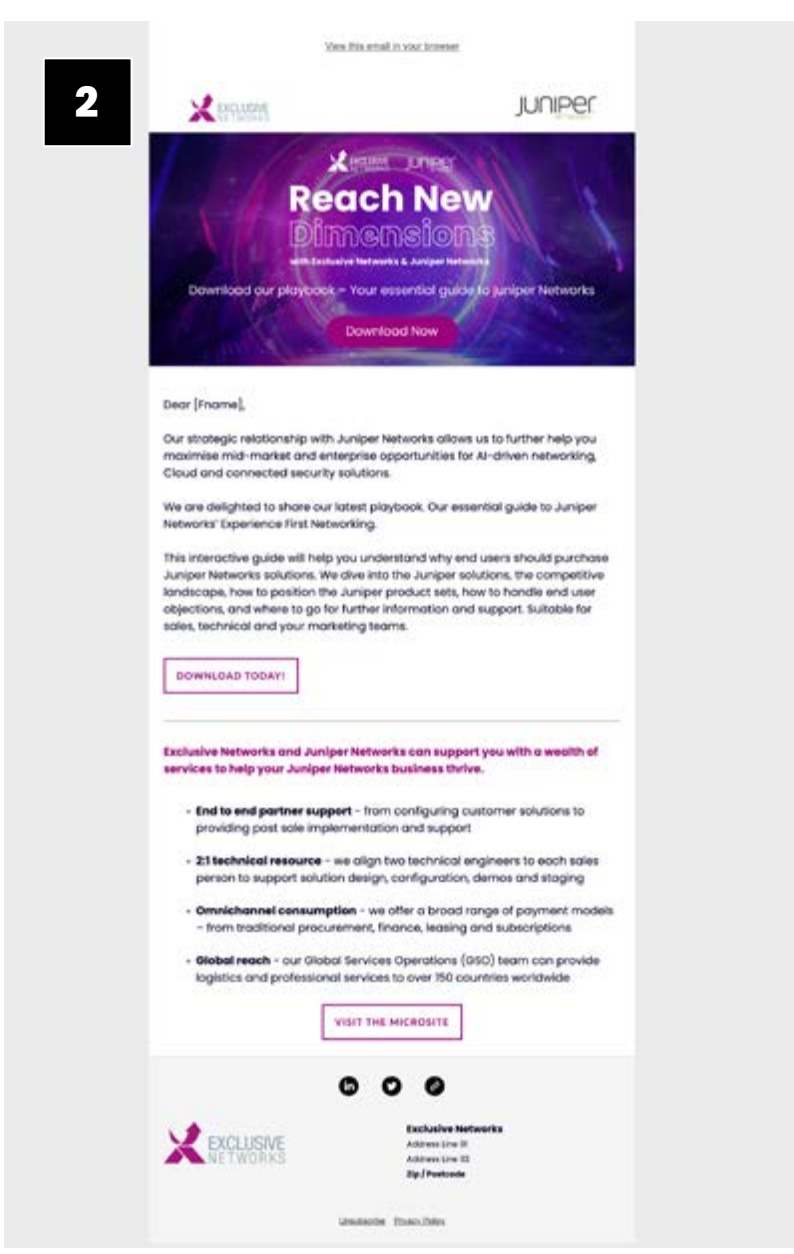 View this email in your browser
2
EXCLUSIVE
NETWORKS
JUNIPEr
NETWORKS
EXCLUSIVE
NETWORKS
JUNIPEr
Reach New
Dimensions
with Exclusive Networks & Juniper Networks
Download our playbook – Your essential guide to Juniper Networks
Download Now
Dear [Fname],
Our strategic relationship with Juniper Networks allows us to further help you
maximise mid-market and enterprise opportunities for AI-driven networking,
Cloud and connected security solutions.
We are delighted to share our latest playbook. Our essential guide to Juniper
Networks' Experience First Networking.
This interactive guide will help you understand why end users should purchase
Juniper Networks solutions. We dive into the Juniper solutions, the competitive
landscape, how to position the Juniper product sets, how to handle end user
objections, and where to go for further information and support. Suitable for
sales, technical and your marketing teams.
DOWNLOAD TODAY!
Exclusive Networks and Juniper Networks can support you with a wealth of
services to help your Juniper Networks business thrive.
• End to end partner support – from configuring customer solutions to
providing post sale implementation and support
• 2:1 technical resource – we align two technical engineers to each sales
person to support solution design, configuration, demos and staging
• Omnichannel consumption – we offer a broad range of payment models
– from traditional procurement, finance, leasing and subscriptions
• Global reach – our Global Services Operations (GSO) team can provide
logistics and professional services to over 150 countries worldwide
VISIT THE MICROSITE
in
EXCLUSIVE
NETWORKS
Exclusive Networks
Address Line 01
Address Line 02
Zip / Postcode
Unsubscribe Privacy Policy